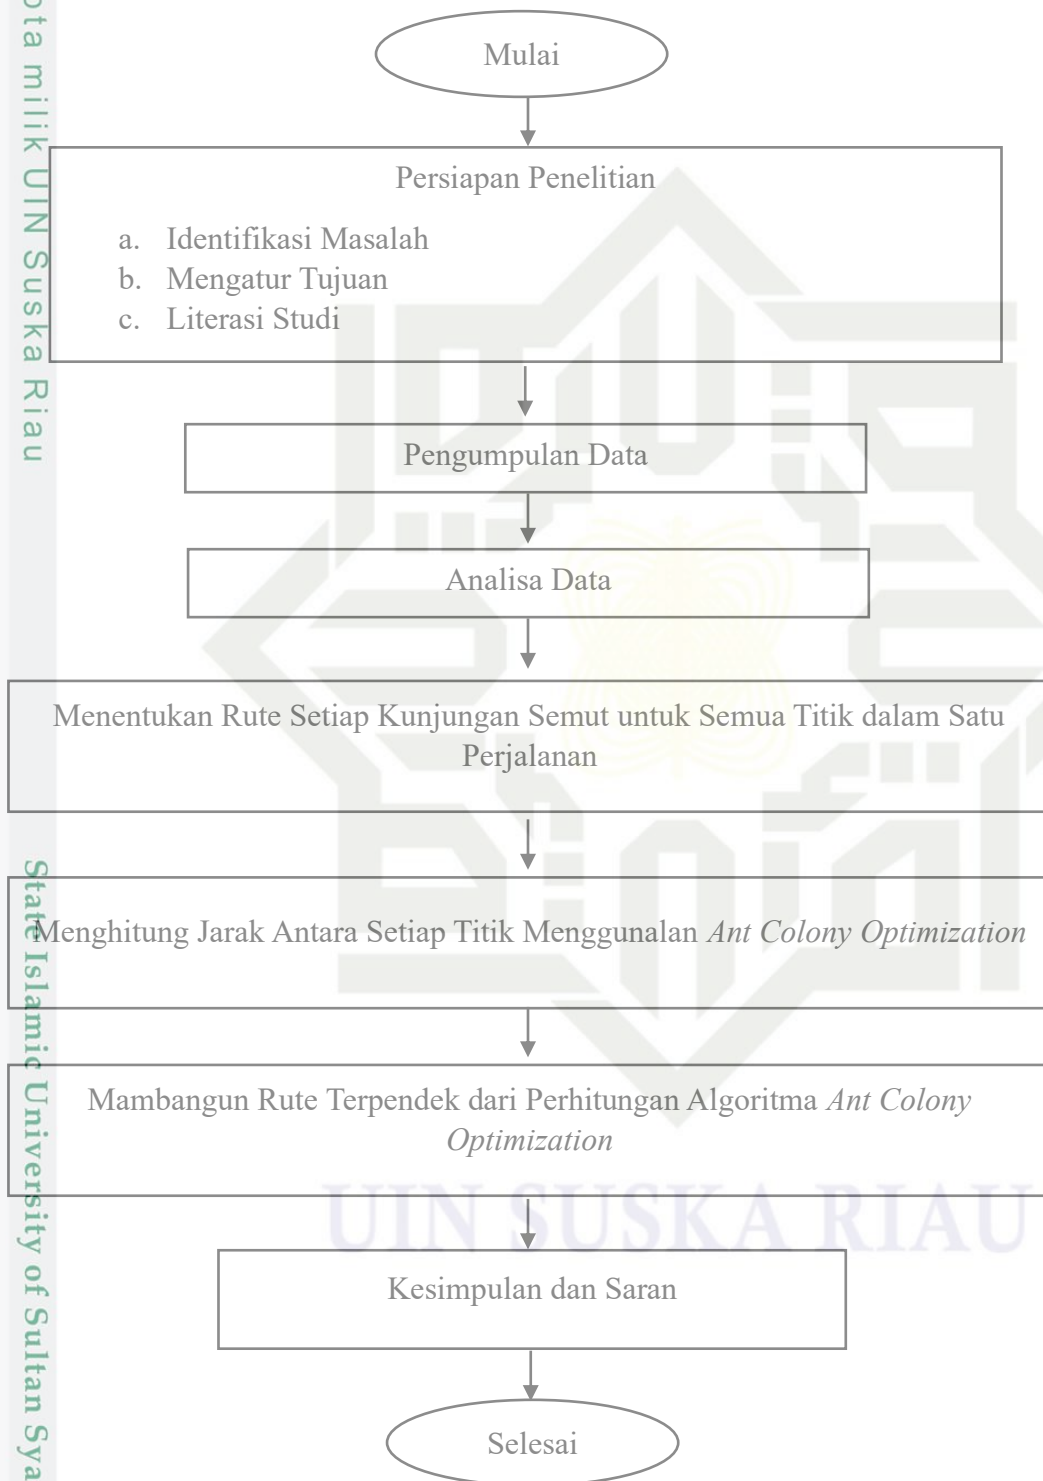 Mulai
Persiapan Penelitian
a. Identifikasi Masalah
b. Mengatur Tujuan
c. Literasi Studi
Pengumpulan Data
Analisa Data
Menentukan Rute Setiap Kunjungan Semut untuk Semua Titik dalam Satu
Perjalanan
Menghitung Jarak Antara Setiap Titik Menggunalan Ant Colony Optimization
Mambangun Rute Terpendek dari Perhitungan Algoritma Ant Colony
Optimization
UIN SUSKA RIAU
Kesimpulan dan Saran
Selesai
milik UIN Suska Riau
State Islamic University of Sultan